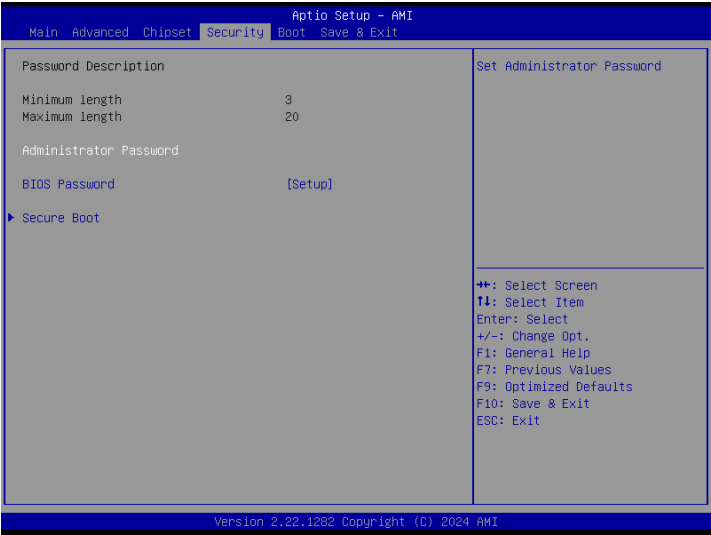 Aptio Setup - AMI
Main Advanced Chipset Security Boot Save & Exit
Password Description
Minimum length 3
Maximum length 20
Administrator Password
BIOS Password [Setup]
Secure Boot
Set Administrator Password
→←: Select Screen
↑↓: Select Item
Enter: Select
+/-: Change Opt.
F1: General Help
F7: Previous Values
F9: Optimized Defaults
F10: Save & Exit
ESC: Exit
Version 2.22.1282 Copyright (C) 2024 AMI